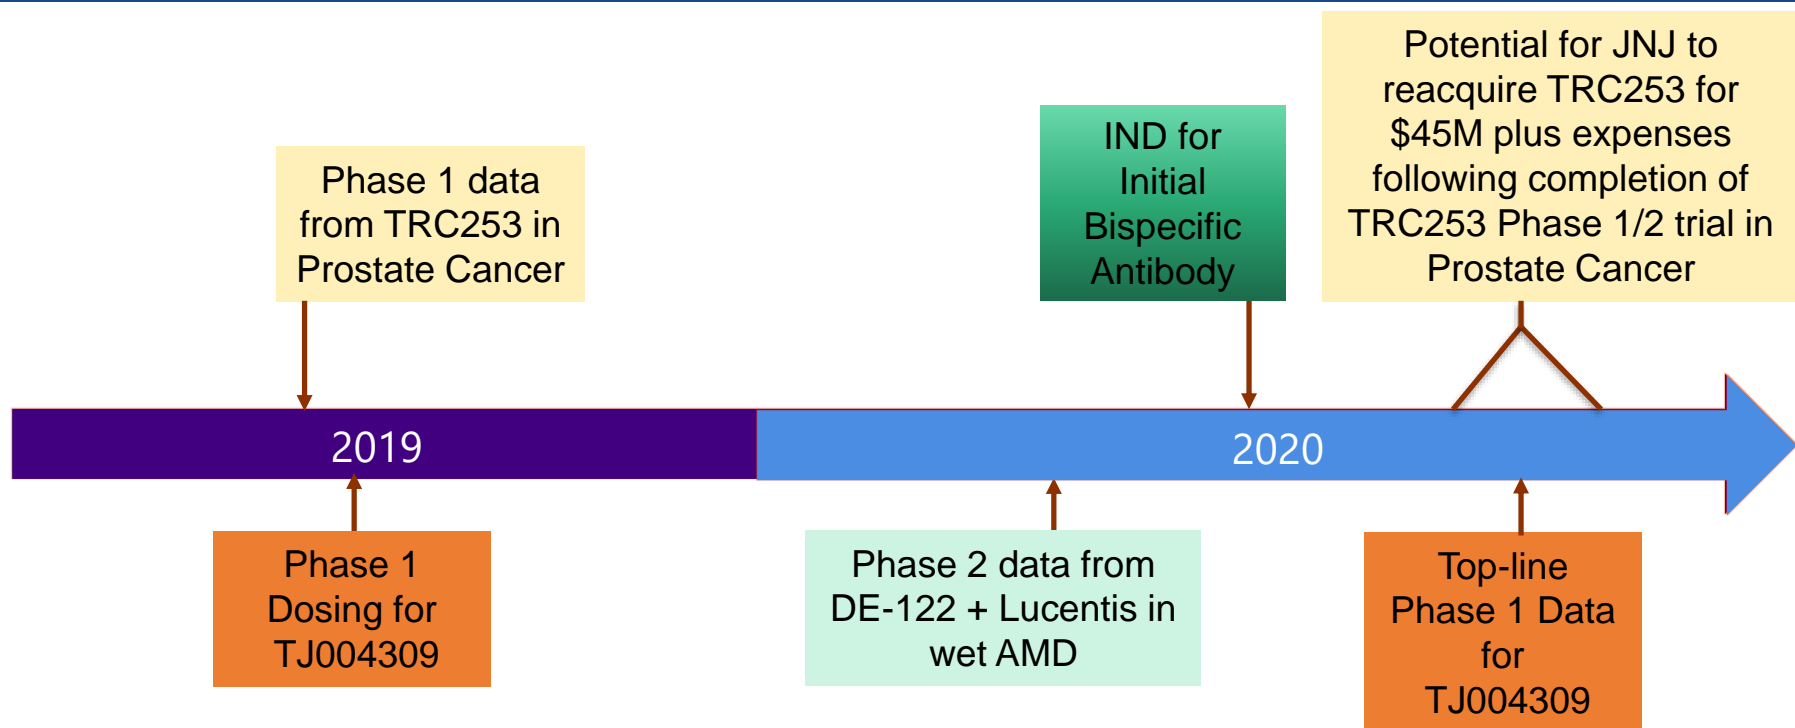 Potential for JNJ to
reacquire TRC253 for
$45M plus expenses
following completion of
TRC253 Phase 1/2 trial in
Prostate Cancer
IND for
Initial
Bispecific
Antibody
Phase 1 data
from TRC253 in
Prostate Cancer
2019
2020
Phase 1
Dosing for
TJ004309
Phase 2 data from
DE-122 + Lucentis in
wet AMD
Top-line
Phase 1 Data
for
TJ004309